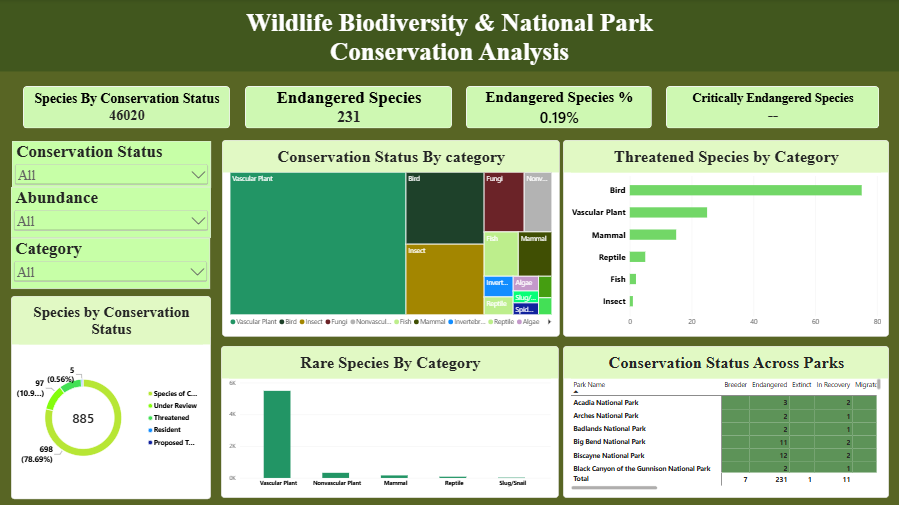 Wildlife Biodiversity & National Park
Conservation Analysis
Species By Conservation Status
46020
Endangered Species
231
Endangered Species %
0.19%
Critically Endangered Species
--
Conservation Status
All
Abundance
All
Category
All
Species by Conservation
Status
5
(0.56%)
97
(10.9...)
885
698
(78.69%)
Species of C...
Under Review
Threatened
Resident
Proposed T...
Conservation Status By category
Vascular Plant
Bird
Insect
Fungi
Nonv...
Fish
Mammal
Invert...
Algae
Reptile
Slug/...
Spid...
Vascular Plant Bird Insect Fungi Nonvascul... Fish Mammal Invertebr... Reptile Algae
Threatened Species by Category
Bird
Vascular Plant
Mammal
Reptile
Fish
Insect
0 20 40 60 80
Rare Species By Category
6K
4K
2K
0K
Vascular Plant Nonvascular Plant Mammal Reptile Slug/Snail
Conservation Status Across Parks
Park Name Breeder Endangered Extinct In Recovery Migrato
Acadia National Park 3 2
Arches National Park 2 1
Badlands National Park 2 1
Big Bend National Park 11 2
Biscayne National Park 12 2
Black Canyon of the Gunnison National Park 2 1
Total 7 231 1 11